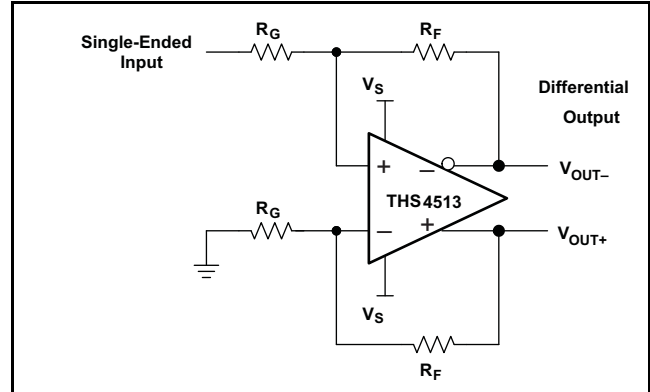 Single-Ended
Input
R_G
R_F
V_S
Differential
Output
+
−
V_OUT−
THS4513
R_G
−
+
V_OUT+
V_S
R_F